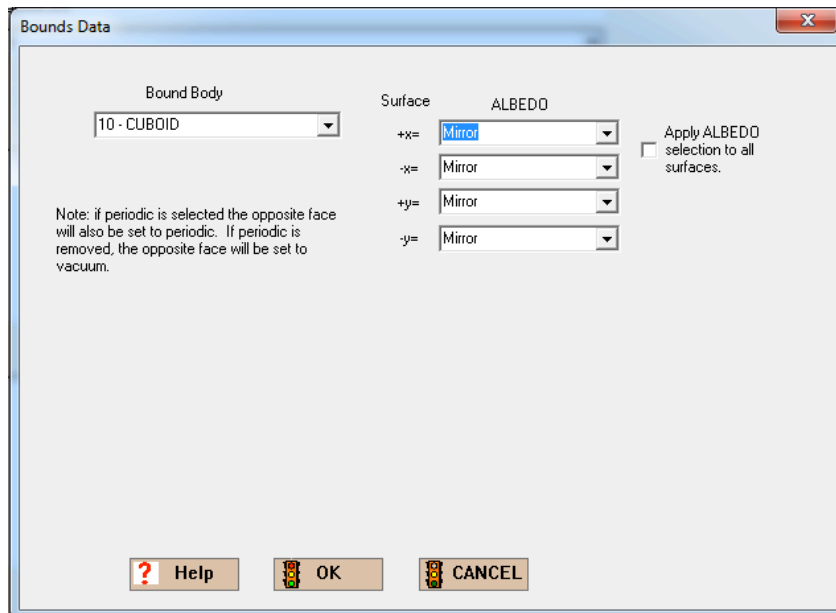 Bounds Data
Bound Body
10 - CUBOID
Surface
ALBEDO
+x=
Mirror
Apply ALBEDO
selection to all
surfaces.
-x=
Mirror
+y=
Mirror
-y=
Mirror
Note: if periodic is selected the opposite face
will also be set to periodic. If periodic is
removed, the opposite face will be set to
vacuum.
? Help
OK
CANCEL